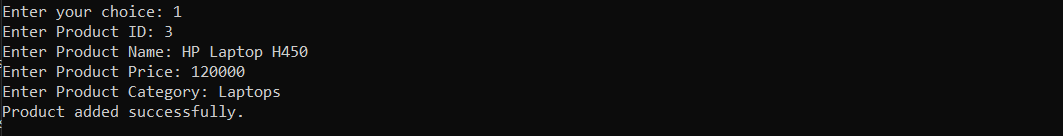 Enter your choice: 1
Enter Product ID: 3
Enter Product Name: HP Laptop H450
Enter Product Price: 120000
Enter Product Category: Laptops
Product added successfully.